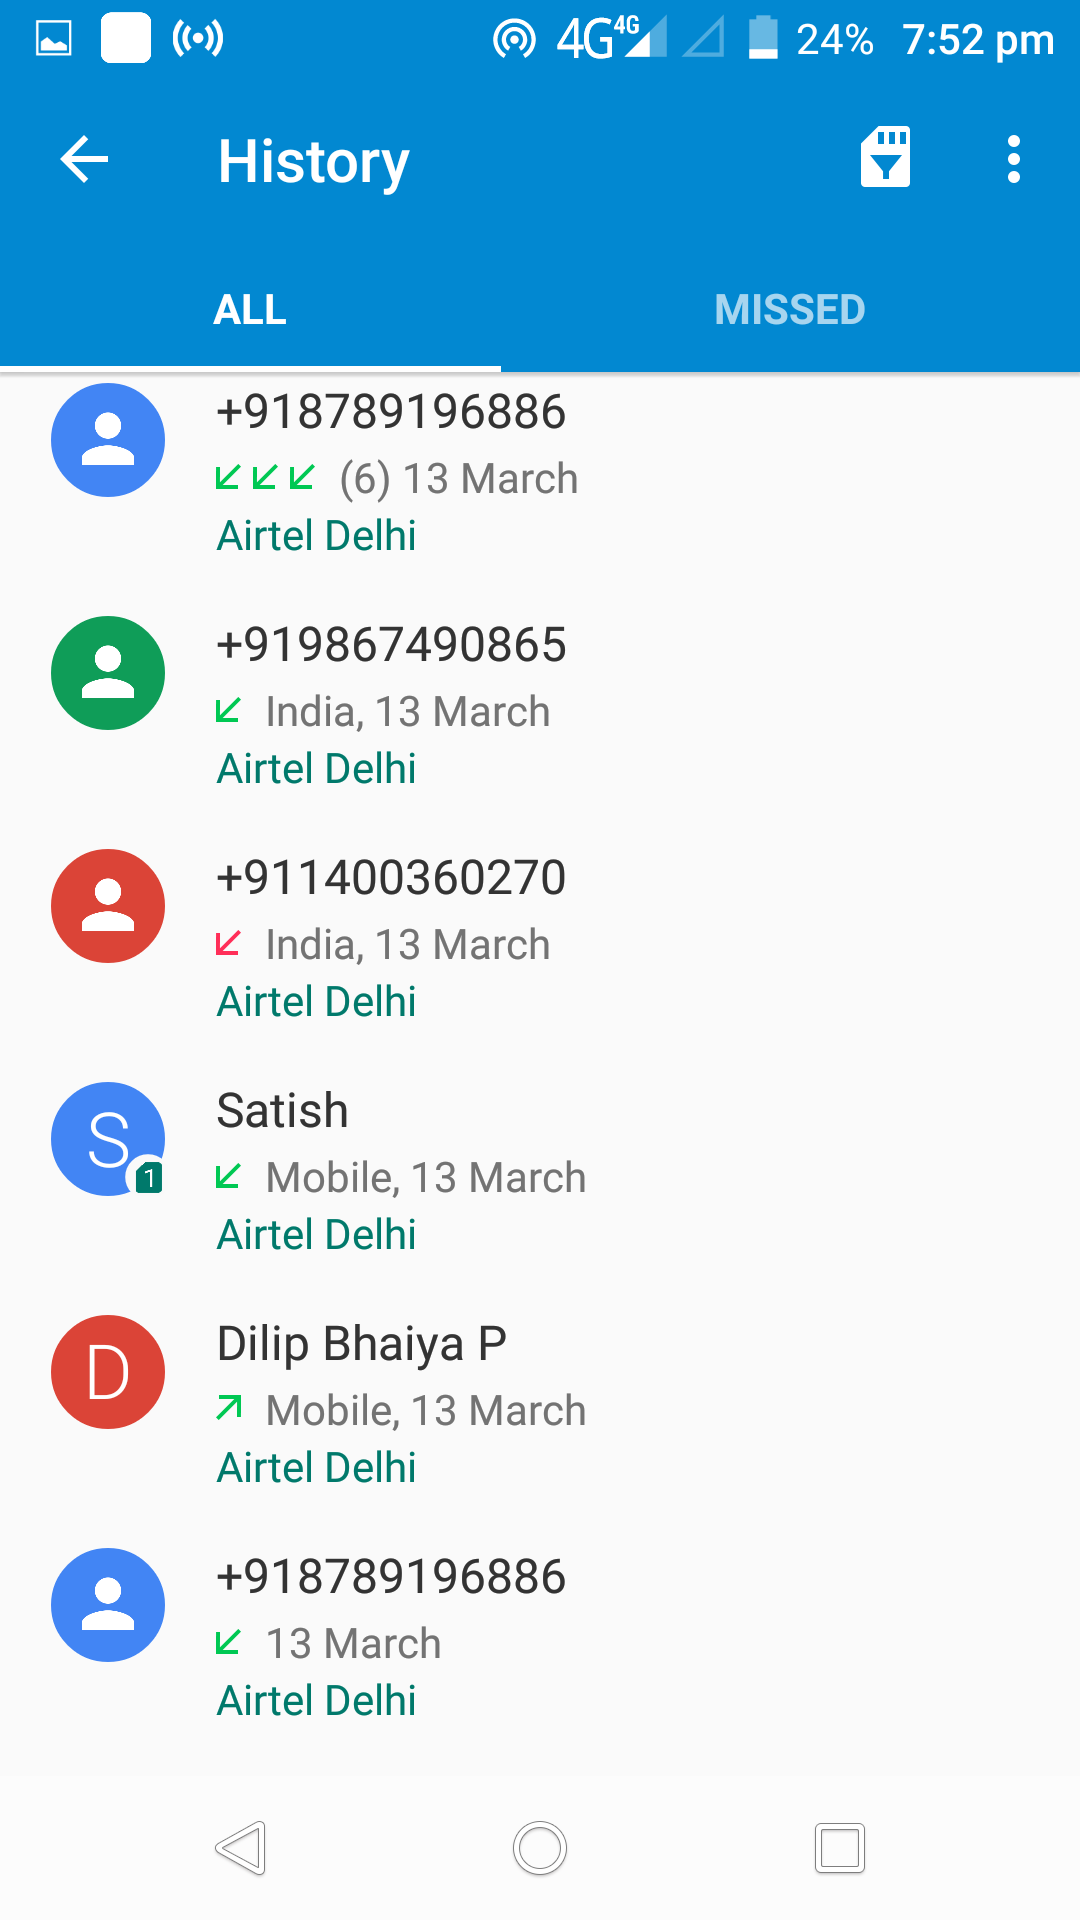 4G 4G 24% 7:52 pm
History
ALL MISSED
+918789196886
(6) 13 March
Airtel Delhi
+919867490865
India, 13 March
Airtel Delhi
+911400360270
India, 13 March
Airtel Delhi
S
1
Satish
Mobile, 13 March
Airtel Delhi
D
Dilip Bhaiya P
Mobile, 13 March
Airtel Delhi
+918789196886
13 March
Airtel Delhi